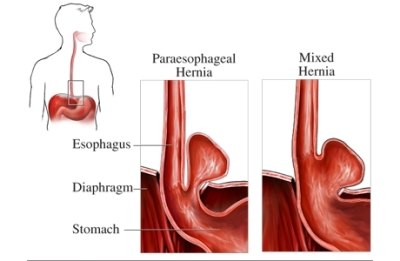 Paraesophageal
Hernia
Mixed
Hernia
Esophagus
Diaphragm
Stomach